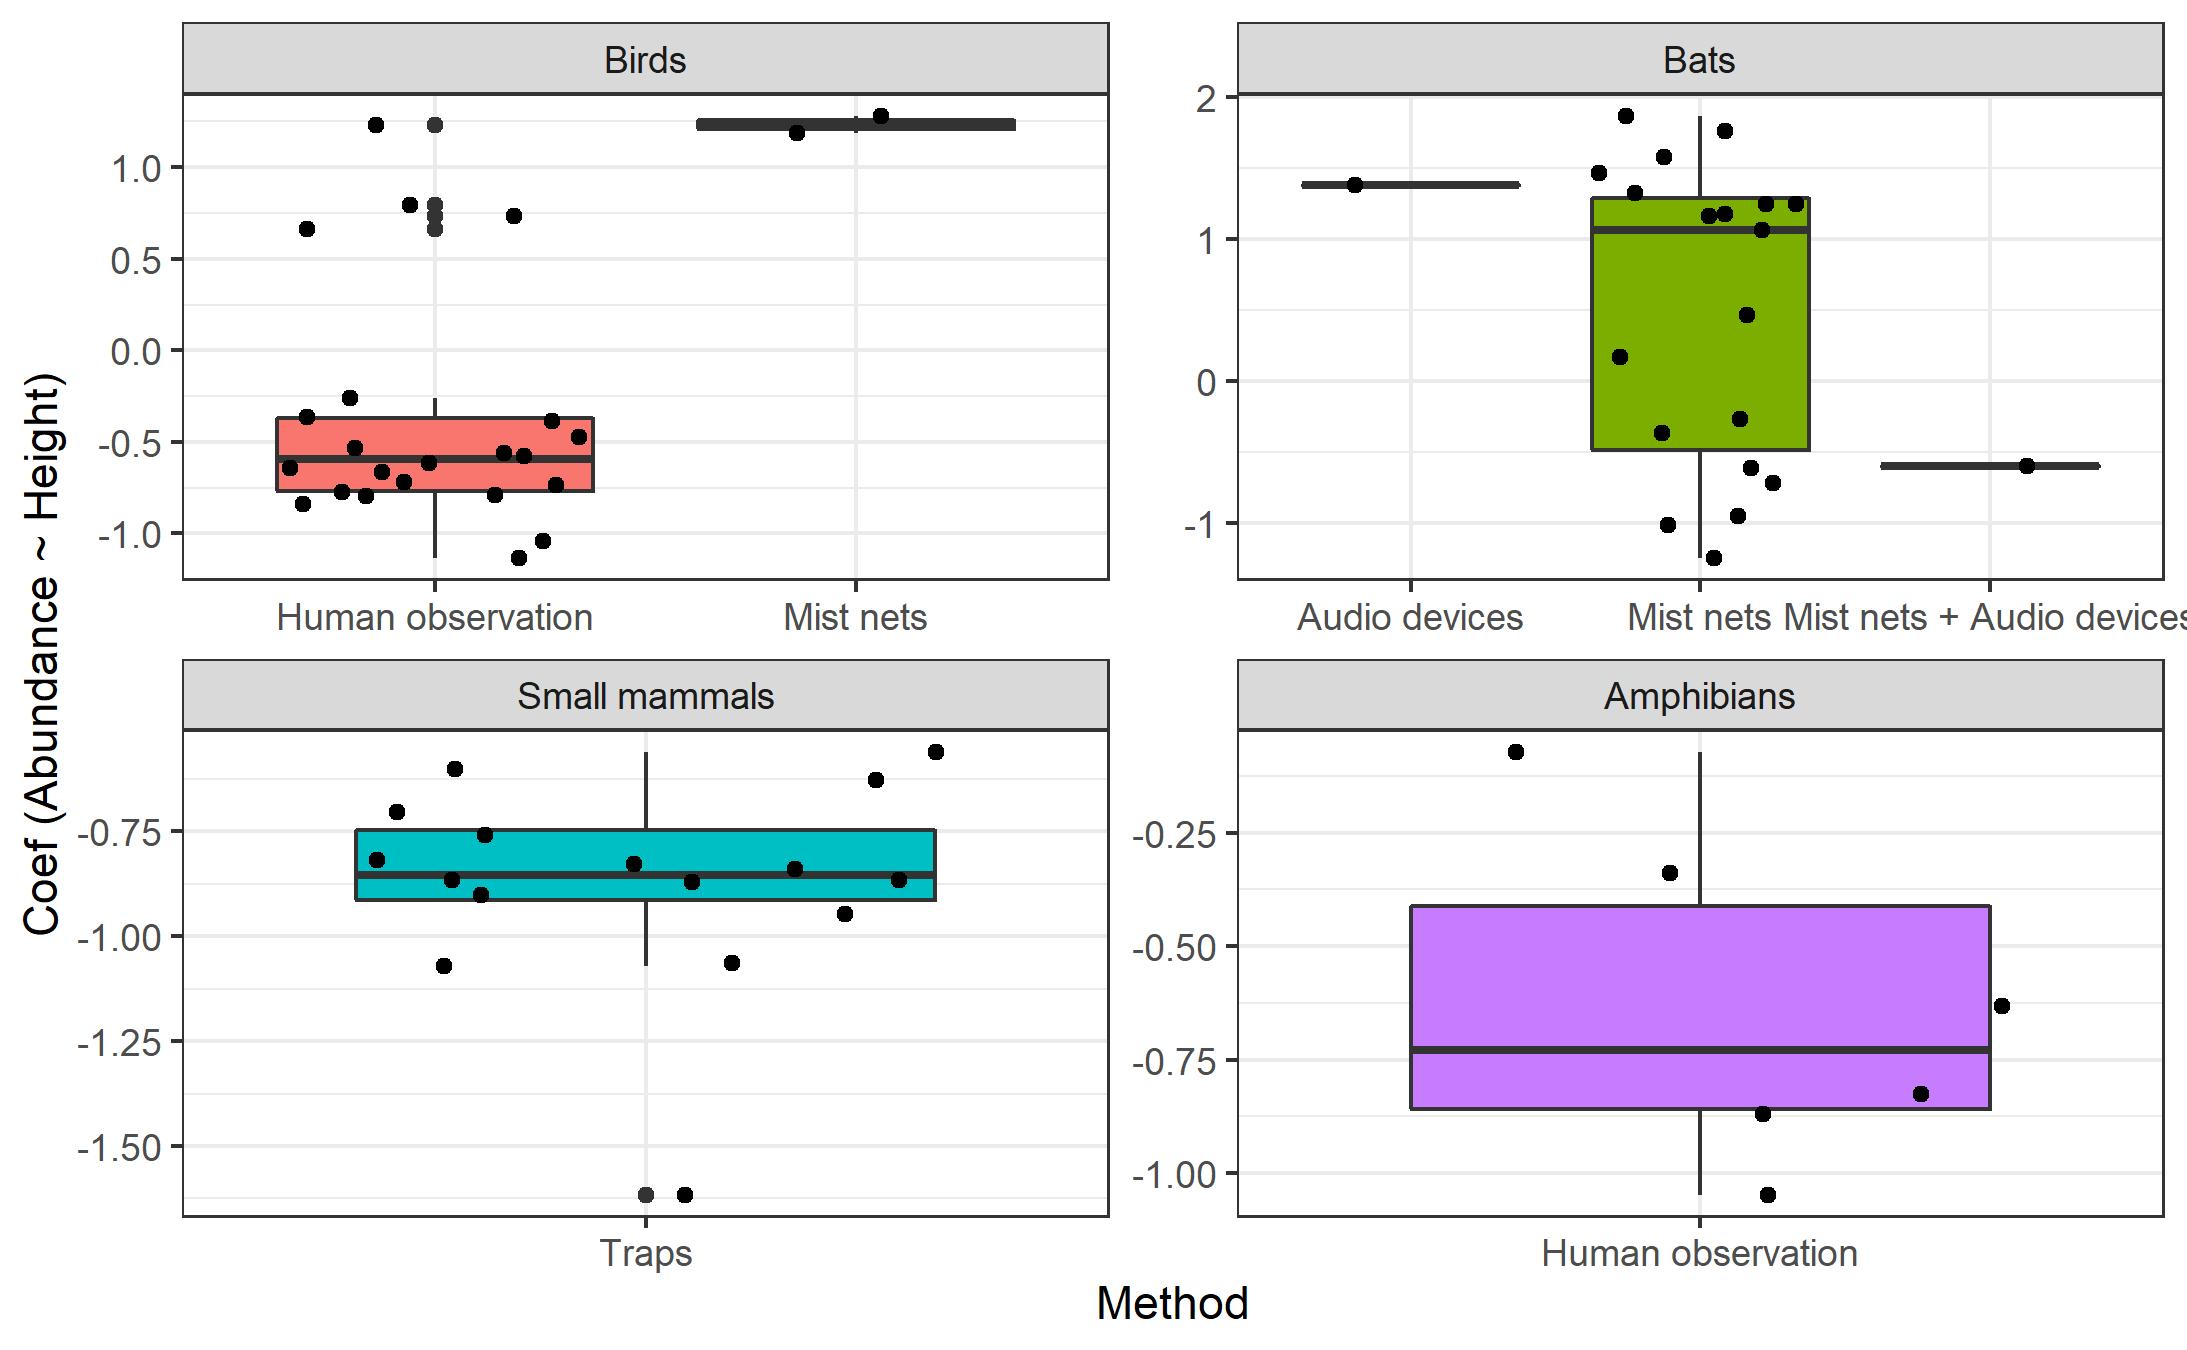 Birds
Bats
Coef (Abundance ~ Height)
1.0
0.5
0.0
-0.5
-1.0
2
1
0
-1
Human observation
Mist nets
Audio devices
Mist nets
Mist nets + Audio devices
Small mammals
Amphibians
-0.75
-1.00
-1.25
-1.50
-0.25
-0.50
-0.75
-1.00
Traps
Human observation
Method